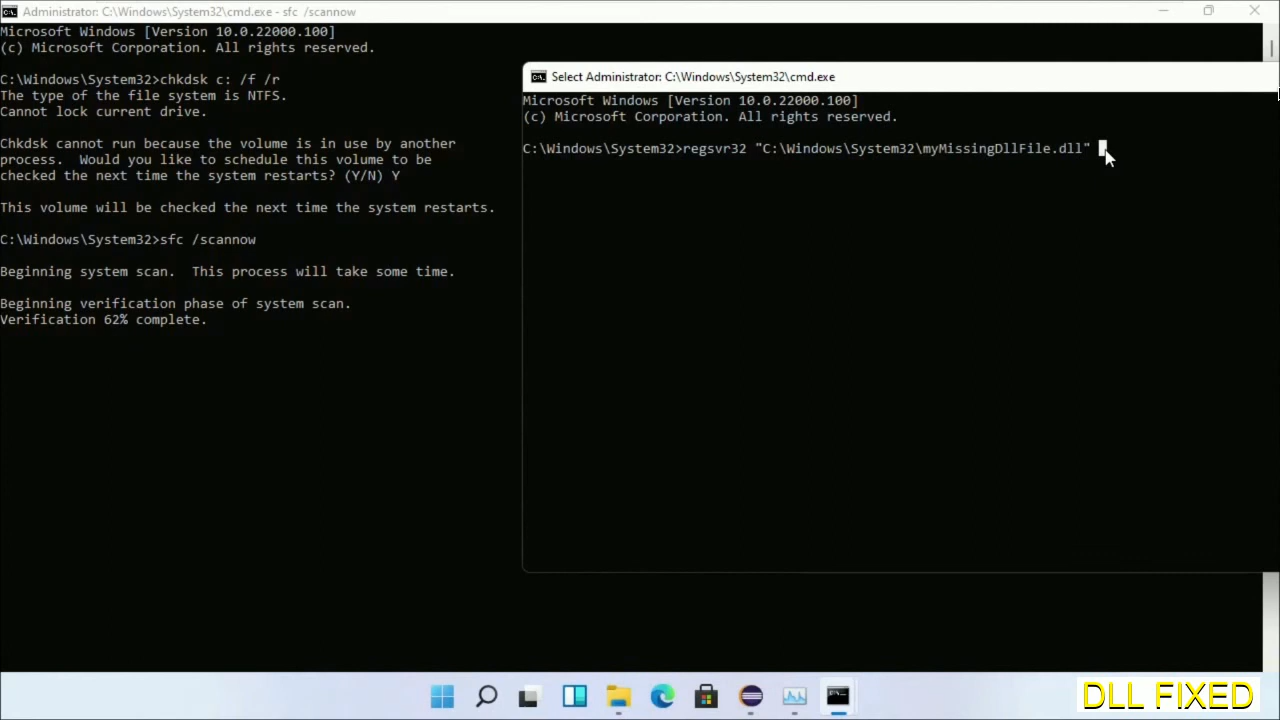 Administrator: C:\Windows\System32\cmd.exe - sfc /scannow
Microsoft Windows [Version 10.0.22000.100]
(c) Microsoft Corporation. All rights reserved.
C:\Windows\System32>chkdsk c: /f /r
The type of the file system is NTFS.
Cannot lock current drive.
Chkdsk cannot run because the volume is in use by another
process.  Would you like to schedule this volume to be
checked the next time the system restarts? (Y/N) Y
This volume will be checked the next time the system restarts.
C:\Windows\System32>sfc /scannow
Beginning system scan.  This process will take some time.
Beginning verification phase of system scan.
Verification 62% complete.
Select Administrator: C:\Windows\System32\cmd.exe
Microsoft Windows [Version 10.0.22000.100]
(c) Microsoft Corporation. All rights reserved.
C:\Windows\System32>regsvr32 "C:\Windows\System32\myMissingDllFile.dll"
DLL FIXED